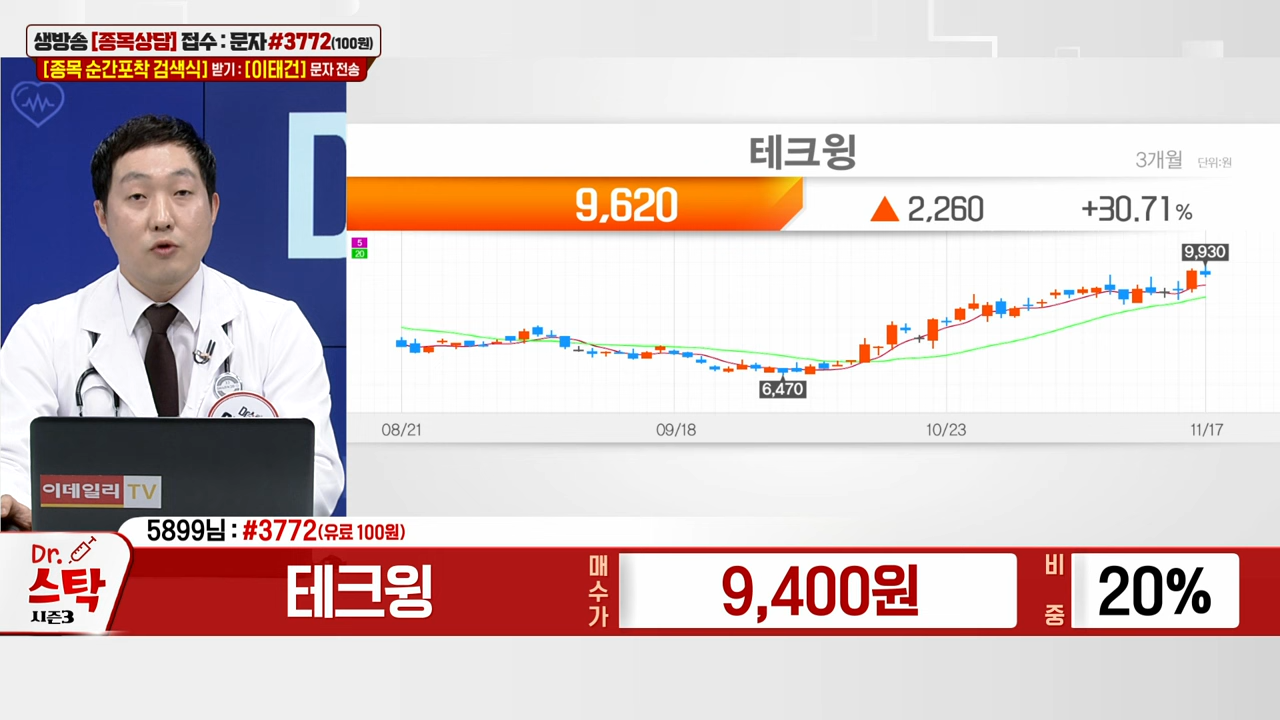 생방송 [종목상담] 접수 : 문자#3772(100원)
[종목 순간포착 검색식] 받기 : [이태건] 문자 전송
테크윙
3개월 단위:원
9,620 ▲ 2,260 +30.71%
5
20
9,930
6,470
08/21 09/18 10/23 11/17
이데일리TV
5899님 : #3772(유료 100원)
Dr.
스탁
시즌3
테크윙
매수가
9,400원
비중
20%